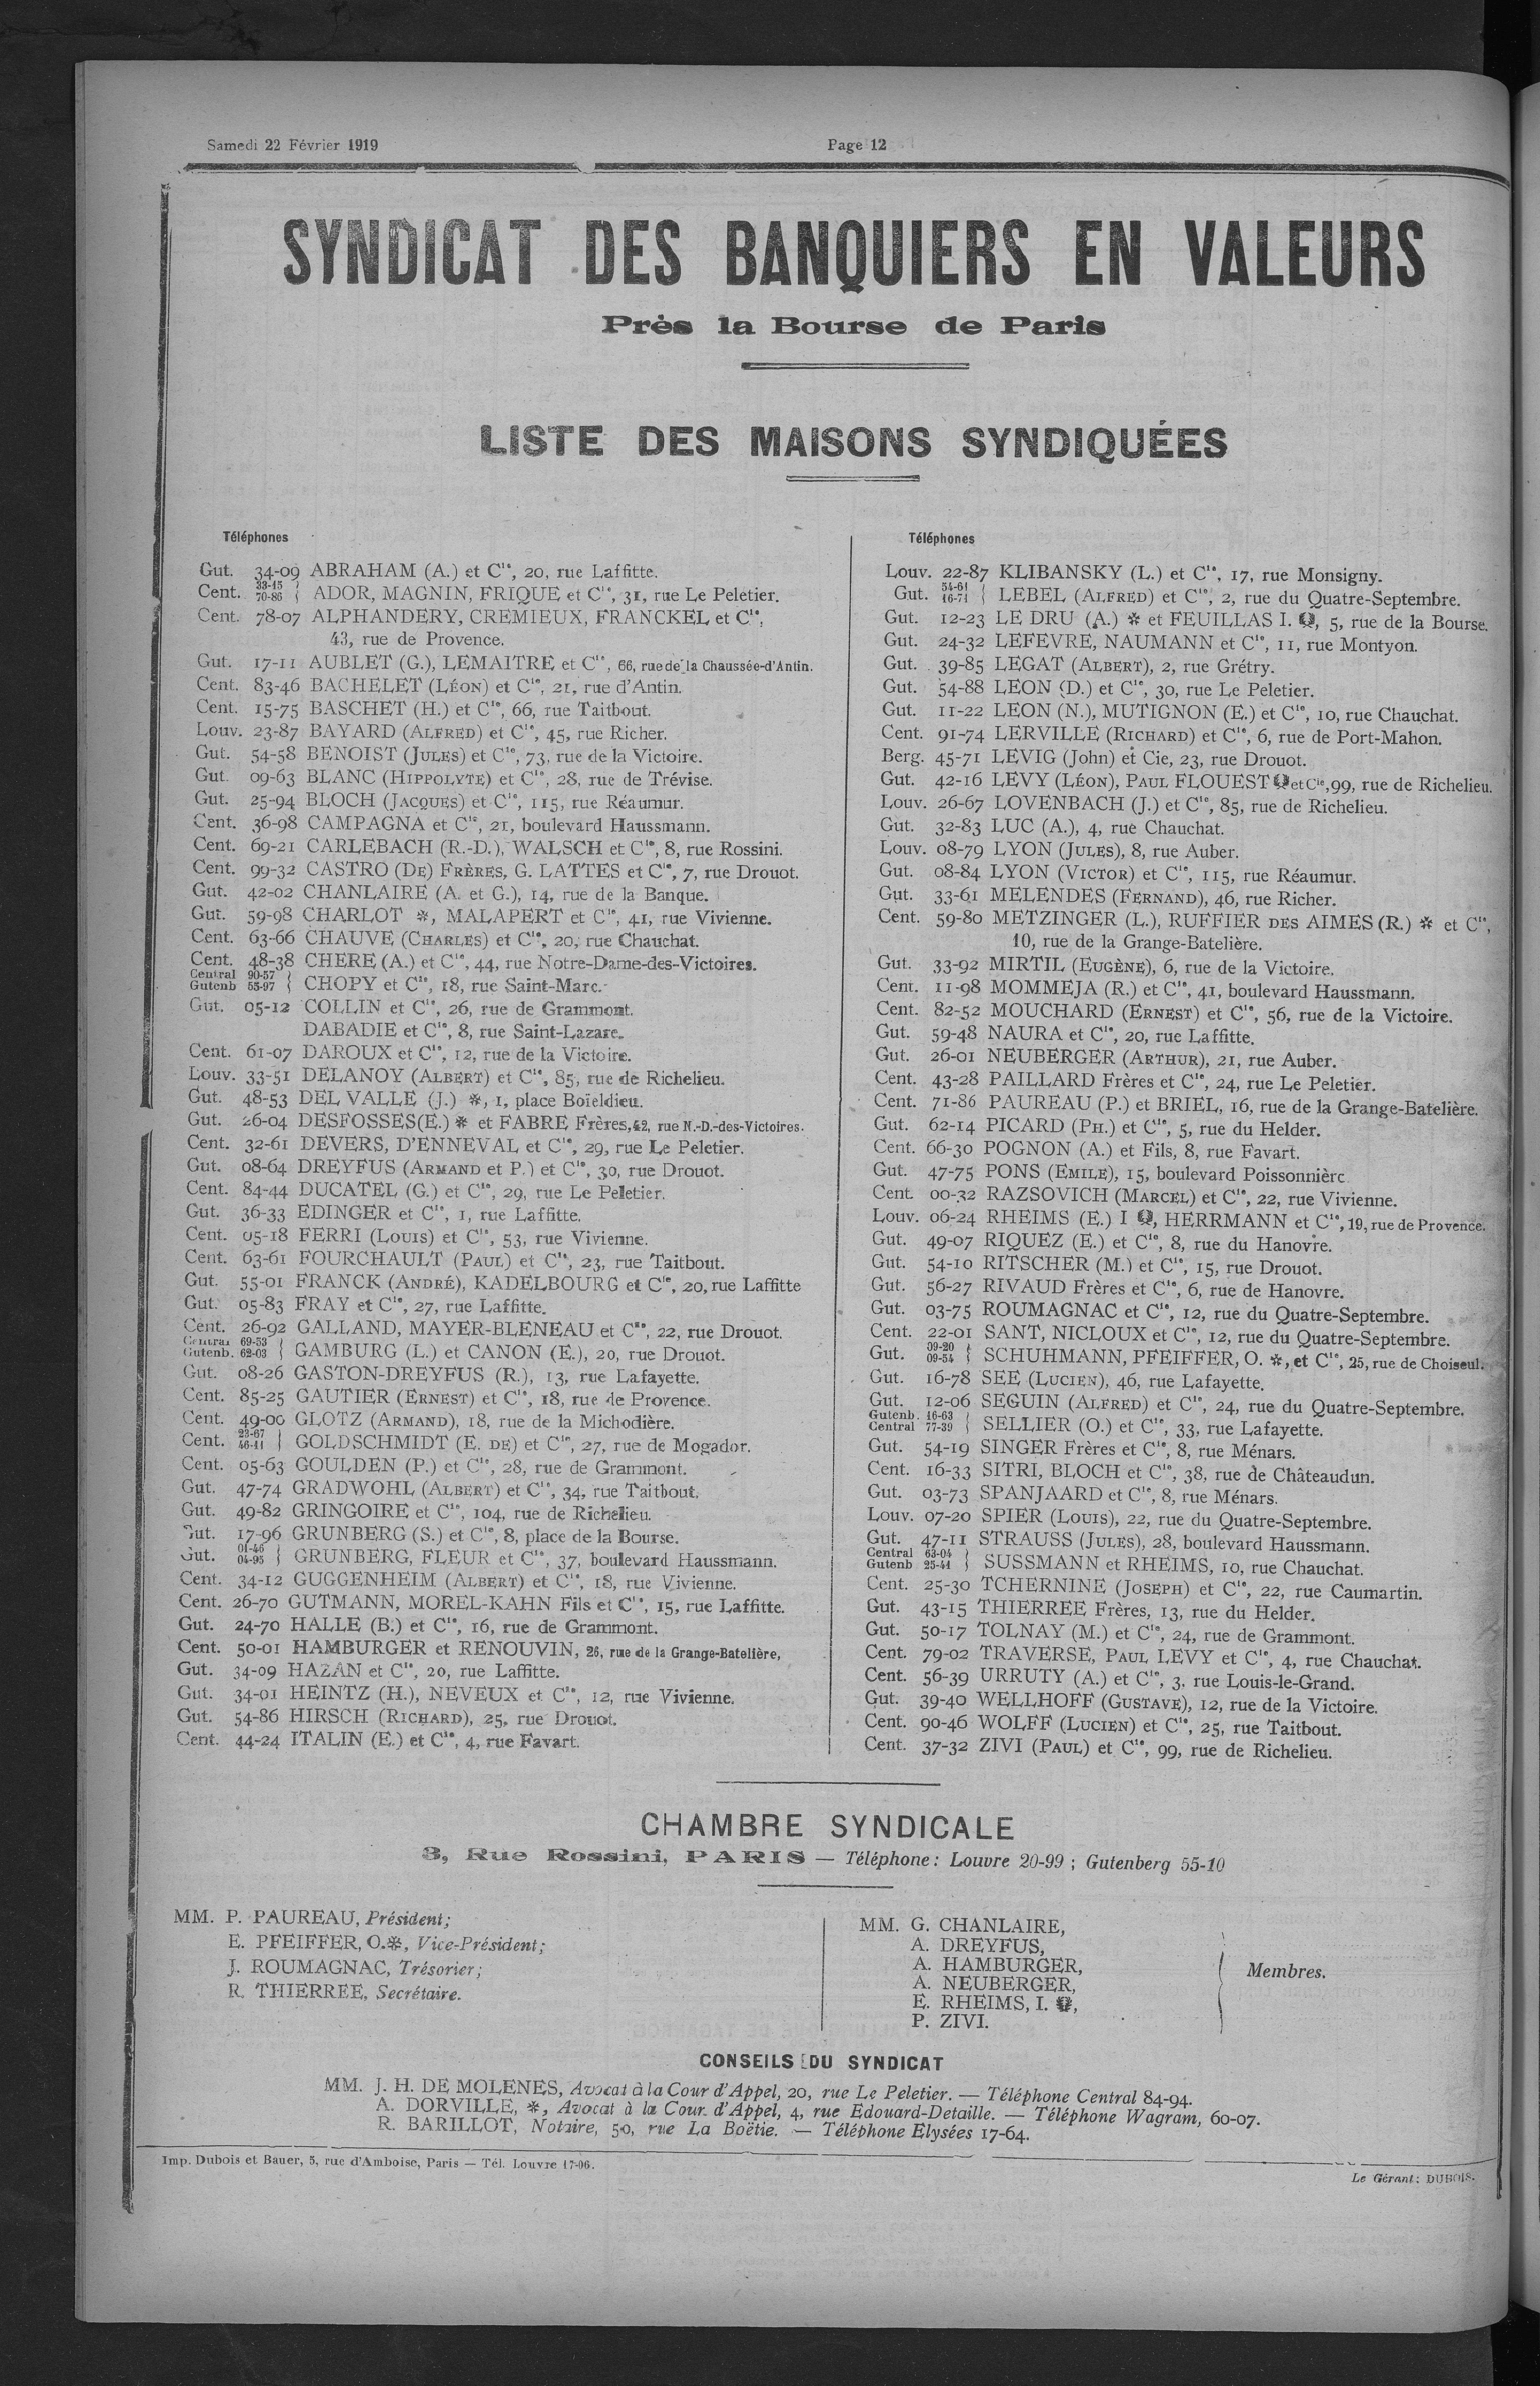 Samedi 22 Février 1919
Page 12
SYNDICAT DES BANQUIERS EN VALEURS
Près la Bourse de Paris
LISTE DES MAISONS SYNDIQUÉES
Téléphones
Gut. 34-09 ABRAHAM (A.) et Cie, 20, rue Laffitte.
Cent. 33-15 70-86 } ADOR, MAGNIN, FRIQUE et Cie, 31, rue Le Peletier.
Cent. 78-07 ALPHANDERY, CREMIEUX, FRANCKEL et Cie,
43, rue de Provence.
Gut. 17-11 AUBLET (G.), LEMAITRE et Cie, 66, rue de la Chaussée-d'Antin.
Cent. 83-46 BACHELET (LÉON) et Cie, 21, rue d'Antin.
Cent. 15-75 BASCHET (H.) et Cie, 66, rue Taitbout.
Louv. 23-87 BAYARD (ALFRED) et Cie, 45, rue Richer.
Gut. 54-58 BENOIST (JULES) et Cie, 73, rue de la Victoire.
Gut. 09-63 BLANC (HIPPOLYTE) et Cie, 28, rue de Trévise.
Gut. 25-94 BLOCH (JACQUES) et Cie, 115, rue Réaumur.
Cent. 36-98 CAMPAGNA et Cie, 21, boulevard Haussmann.
Cent. 69-21 CARLEBACH (R.-D.), WALSCH et Cie, 8, rue Rossini.
Cent. 99-32 CASTRO (DE) FRÈRES, G. LATTES et Cie, 7, rue Drouot.
Gut. 42-02 CHANLAIRE (A. et G.), 14, rue de la Banque.
Gut. 59-98 CHARLOT ✻, MALAPERT et Cie, 41, rue Vivienne.
Cent. 63-66 CHAUVE (CHARLES) et Cie, 20, rue Chauchat.
Cent. 48-38 CHERE (A.) et Cie, 44, rue Notre-Dame-des-Victoires.
Central 90-57 Gutenb 55-97 } CHOPY et Cie, 18, rue Saint-Marc.
Gut. 05-12 COLLIN et Cie, 26, rue de Grammont.
DABADIE et Cie, 8, rue Saint-Lazare.
Cent. 61-07 DAROUX et Cie, 12, rue de la Victoire.
Louv. 33-51 DELANOY (ALBERT) et Cie, 85, rue de Richelieu.
Gut. 48-53 DEL VALLE (J.) ✻, 1, place Boïeldieu.
Gut. 26-04 DESFOSSES (E.) ✻ et FABRE Frères, 42, rue N.-D.-des-Victoires.
Cent. 32-61 DEVERS, D'ENNEVAL et Cie, 29, rue Le Peletier.
Gut. 08-64 DREYFUS (ARMAND et P.) et Cie, 30, rue Drouot.
Cent. 84-44 DUCATEL (G.) et Cie, 29, rue Le Peletier.
Gut. 36-33 EDINGER et Cie, 1, rue Laffitte.
Cent. 05-18 FERRI (LOUIS) et Cie, 53, rue Vivienne.
Cent. 63-61 FOURCHAULT (PAUL) et Cie, 23, rue Taitbout.
Gut. 55-01 FRANCK (ANDRÉ), KADELBOURG et Cie, 20, rue Laffitte
Gut. 05-83 FRAY et Cie, 27, rue Laffitte.
Cent. 26-92 GALLAND, MAYER-BLENEAU et Cie, 22, rue Drouot.
Central 69-53 Gutenb. 62-03 } GAMBURG (L.) et CANON (E.), 20, rue Drouot.
Gut. 08-26 GASTON-DREYFUS (R.), 13, rue Lafayette.
Cent. 85-25 GAUTIER (ERNEST) et Cie, 18, rue de Provence.
Cent. 49-00 GLOTZ (ARMAND), 18, rue de la Michodière.
Cent. 23-67 46-41 } GOLDSCHMIDT (E. DE) et Cie, 27, rue de Mogador.
Cent. 05-63 GOULDEN (P.) et Cie, 28, rue de Grammont.
Gut. 47-74 GRADWOHL (ALBERT) et Cie, 34, rue Taitbout.
Gut. 49-82 GRINGOIRE et Cie, 104, rue de Richelieu.
Gut. 17-96 GRUNBERG (S.) et Cie, 8, place de la Bourse.
Gut. 01-46 04-95 } GRUNBERG, FLEUR et Cie, 37, boulevard Haussmann.
Cent. 34-12 GUGGENHEIM (ALBERT) et Cie, 18, rue Vivienne.
Cent. 26-70 GUTMANN, MOREL-KAHN Fils et Cie, 15, rue Laffitte.
Gut. 24-70 HALLE (B.) et Cie, 16, rue de Grammont.
Cent. 50-01 HAMBURGER et RENOUVIN, 26, rue de la Grange-Batelière,
Gut. 34-09 HAZAN et Cie, 20, rue Laffitte.
Gut. 34-01 HEINTZ (H.), NEVEUX et Cie, 12, rue Vivienne.
Gut. 54-86 HIRSCH (RICHARD), 25, rue Drouot.
Cent. 44-24 ITALIN (E.) et Cie, 4, rue Favart.
Téléphones
Louv. 22-87 KLIBANSKY (L.) et Cie, 17, rue Monsigny.
Gut. 54-61 16-71 } LEBEL (ALFRED) et Cie, 2, rue du Quatre-Septembre.
Gut. 12-23 LE DRU (A.) ✻ et FEUILLAS I. ❦, 5, rue de la Bourse.
Gut. 24-32 LEFEVRE, NAUMANN et Cie, 11, rue Montyon.
Gut. 39-85 LEGAT (ALBERT), 2, rue Grétry.
Gut. 54-88 LEON (D.) et Cie, 30, rue Le Peletier.
Gut. 11-22 LEON (N.), MUTIGNON (E.) et Cie, 10, rue Chauchat.
Cent. 91-74 LERVILLE (RICHARD) et Cie, 6, rue de Port-Mahon.
Berg. 45-71 LEVIG (John) et Cie, 23, rue Drouot.
Gut. 42-16 LEVY (LÉON), PAUL FLOUEST ❦ et Cie, 99, rue de Richelieu.
Louv. 26-67 LOVENBACH (J.) et Cie, 85, rue de Richelieu.
Gut. 32-83 LUC (A.), 4, rue Chauchat.
Louv. 08-79 LYON (JULES), 8, rue Auber.
Gut. 08-84 LYON (VICTOR) et Cie, 115, rue Réaumur.
Gut. 33-61 MELENDES (FERNAND), 46, rue Richer.
Cent. 59-80 METZINGER (L.), RUFFIER DES AIMES (R.) ✻ et Cie,
10, rue de la Grange-Batelière.
Gut. 33-92 MIRTIL (EUGÈNE), 6, rue de la Victoire.
Cent. 11-98 MOMMEJA (R.) et Cie, 41, boulevard Haussmann.
Cent. 82-52 MOUCHARD (ERNEST) et Cie, 56, rue de la Victoire.
Gut. 59-48 NAURA et Cie, 20, rue Laffitte.
Gut. 26-01 NEUBERGER (ARTHUR), 21, rue Auber.
Cent. 43-28 PAILLARD Frères et Cie, 24, rue Le Peletier.
Cent. 71-86 PAUREAU (P.) et BRIEL, 16, rue de la Grange-Batelière.
Gut. 62-14 PICARD (PH.) et Cie, 5, rue du Helder.
Cent. 66-30 POGNON (A.) et Fils, 8, rue Favart.
Gut. 47-75 PONS (EMILE), 15, boulevard Poissonnière
Cent. 00-32 RAZSOVICH (MARCEL) et Cie, 22, rue Vivienne.
Louv. 06-24 RHEIMS (E.) I ❦, HERRMANN et Cie, 19, rue de Provence.
Gut. 49-07 RIQUEZ (E.) et Cie, 8, rue du Hanovre.
Gut. 54-10 RITSCHER (M.) et Cie, 15, rue Drouot.
Gut. 56-27 RIVAUD Frères et Cie, 6, rue de Hanovre.
Gut. 03-75 ROUMAGNAC et Cie, 12, rue du Quatre-Septembre.
Cent. 22-01 SANT, NICLOUX et Cie, 12, rue du Quatre-Septembre.
Gut. 39-20 09-54 } SCHUHMANN, PFEIFFER, O. ✻, et Cie, 25, rue de Choiseul.
Gut. 16-78 SEE (LUCIEN), 46, rue Lafayette.
Gut. 12-06 SEGUIN (ALFRED) et Cie, 24, rue du Quatre-Septembre.
Gutenb. 16-63 Central 77-39 } SELLIER (O.) et Cie, 33, rue Lafayette.
Gut. 54-19 SINGER Frères et Cie, 8, rue Ménars.
Cent. 16-33 SITRI, BLOCH et Cie, 38, rue de Châteaudun.
Gut. 03-73 SPANJAARD et Cie, 8, rue Ménars.
Louv. 07-20 SPIER (LOUIS), 22, rue du Quatre-Septembre.
Gut. 47-11 STRAUSS (JULES), 28, boulevard Haussmann.
Central 63-04 Gutenb 25-41 } SUSSMANN et RHEIMS, 10, rue Chauchat.
Cent. 25-30 TCHERNINE (JOSEPH) et Cie, 22, rue Caumartin.
Gut. 43-15 THIERREE Frères, 13, rue du Helder.
Gut. 50-17 TOLNAY (M.) et Cie, 24, rue de Grammont.
Cent. 79-02 TRAVERSE, PAUL LEVY et Cie, 4, rue Chauchat.
Cent. 56-39 URRUTY (A.) et Cie, 3, rue Louis-le-Grand.
Gut. 39-40 WELLHOFF (GUSTAVE), 12, rue de la Victoire.
Cent. 90-46 WOLFF (LUCIEN) et Cie, 25, rue Taitbout.
Cent. 37-32 ZIVI (PAUL) et Cie, 99, rue de Richelieu.
CHAMBRE SYNDICALE
3, Rue Rossini, PARIS — Téléphone : Louvre 20-99 ; Gutenberg 55-10
MM. P. PAUREAU, Président;
E. PFEIFFER, O.✻, Vice-Président;
J. ROUMAGNAC, Trésorier;
R. THIERREE, Secrétaire.
MM. G. CHANLAIRE,
A. DREYFUS,
A. HAMBURGER,
A. NEUBERGER,
E. RHEIMS, I. ❦,
P. ZIVI.
Membres.
CONSEILS DU SYNDICAT
MM. J. H. DE MOLENES, Avocat à la Cour d'Appel, 20, rue Le Peletier. — Téléphone Central 84-94.
A. DORVILLE, ✻, Avocat à la Cour d'Appel, 4, rue Edouard-Detaille. — Téléphone Wagram, 60-07.
R. BARILLOT, Notaire, 50, rue La Boëtie. — Téléphone Elysées 17-64.
Imp. Dubois et Bauer, 5, rue d'Amboise, Paris — Tél. Louvre 17-06.
Le Gérant : DUBOIS.